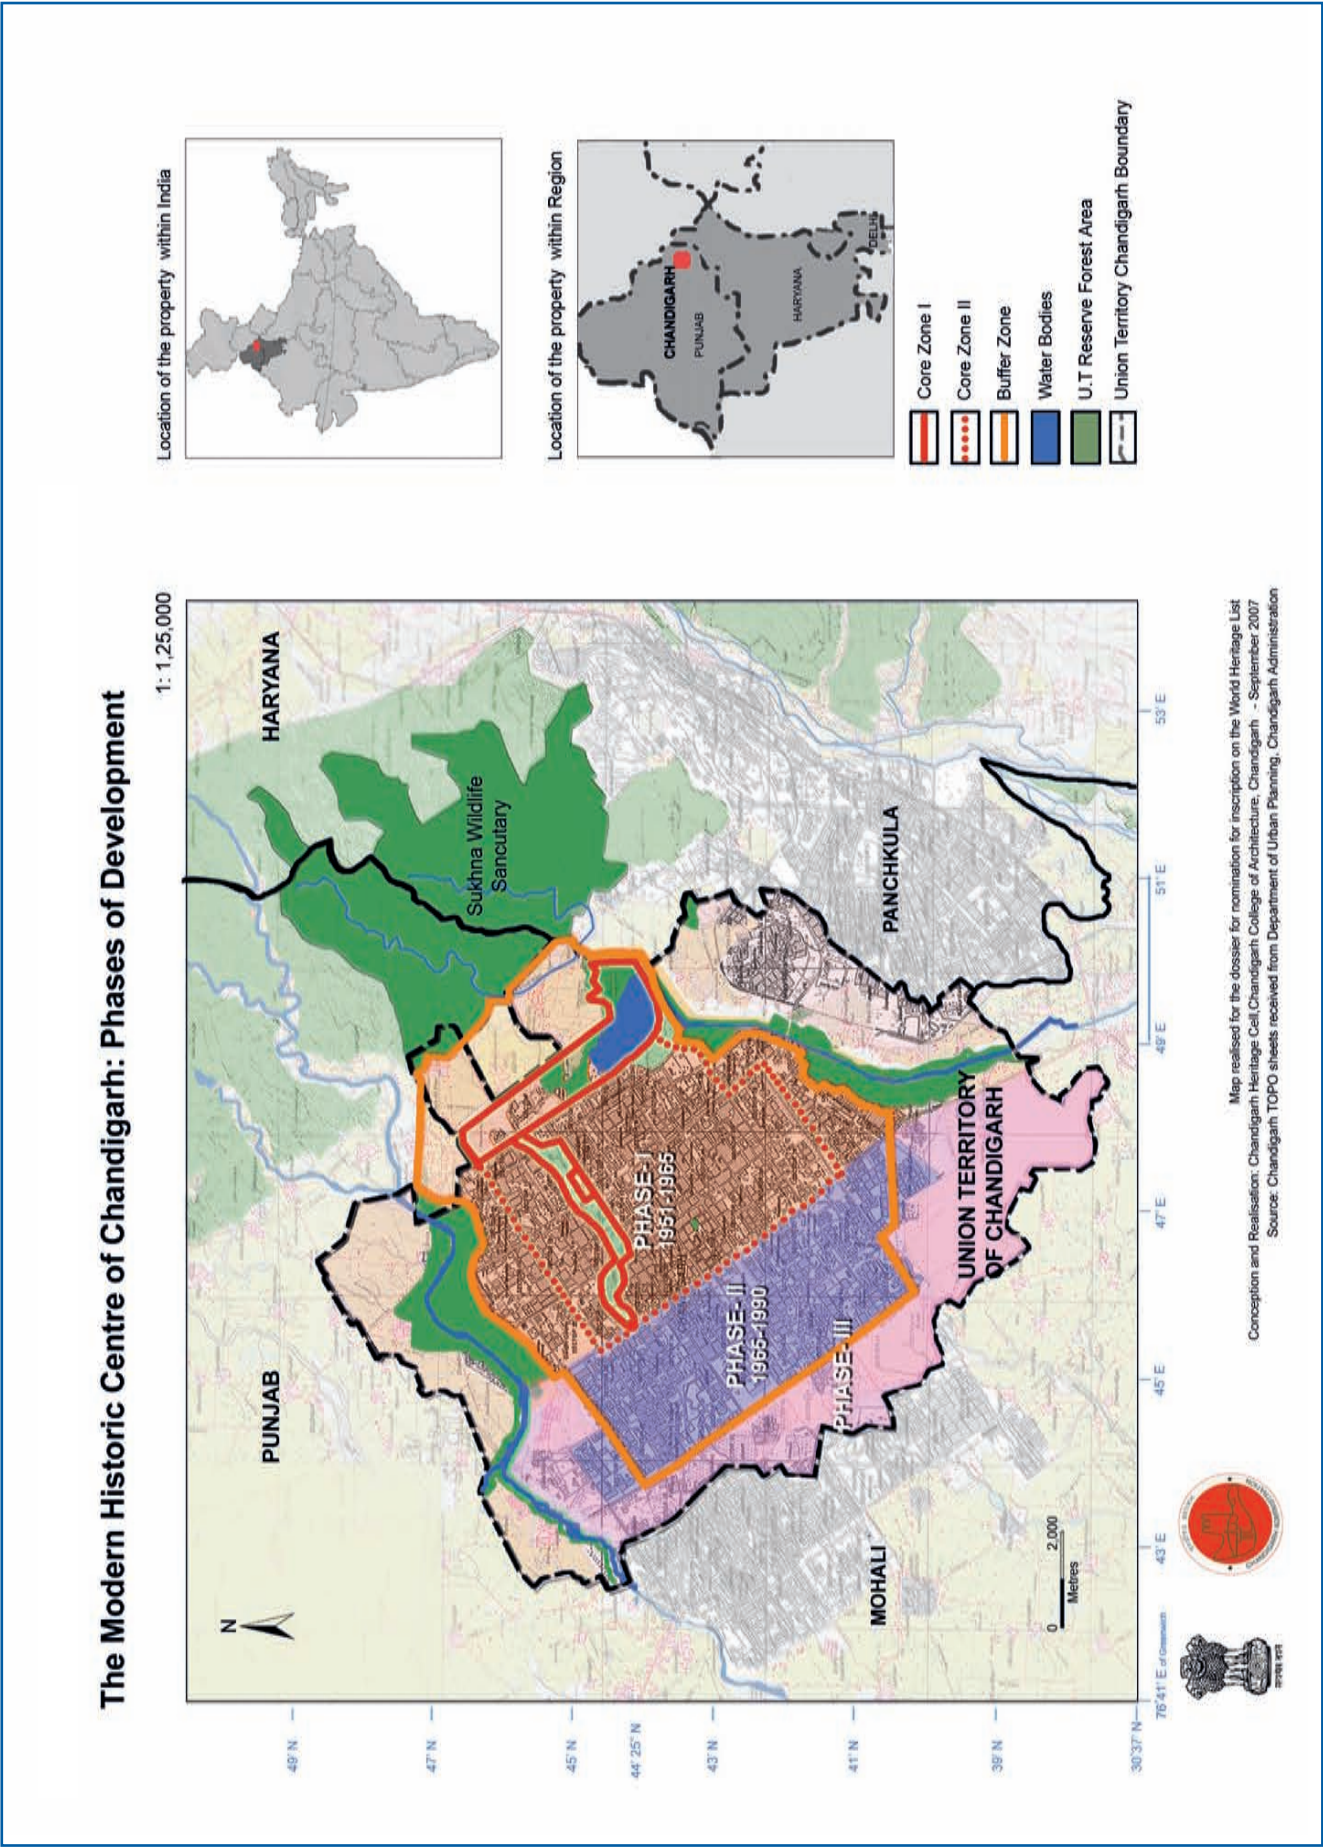 The Modern Historic Centre of Chandigarh: Phases of Development
1: 1,25,000
N
PUNJAB
HARYANA
Sukhna Wildlife
Sancutary
PHASE- I
1951-1965
PHASE- II
1965-1990
PHASE-III
UNION TERRITORY
OF CHANDIGARH
PANCHKULA
MOHALI
0 2,000
Metres
49' N
47' N
45' N
44' 25" N
43' N
41' N
39' N
30°37' N
76°41' E of Greenwich
43' E
45' E
47' E
49' E
51' E
53' E
Location of the property within India
Location of the property within Region
CHANDIGARH
PUNJAB
HARYANA
DELHI
Core Zone I
Core Zone II
Buffer Zone
Water Bodies
U.T Reserve Forest Area
Union Territory Chandigarh Boundary
Map realised for the dossier for nomination for inscription on the World Heritage List
Conception and Realisation: Chandigarh Heritage Cell,Chandigarh College of Architecture, Chandigarh - September 2007
Source: Chandigarh TOPO sheets received from Department of Urban Planning, Chandigarh Administration
सत्यमेव जयते